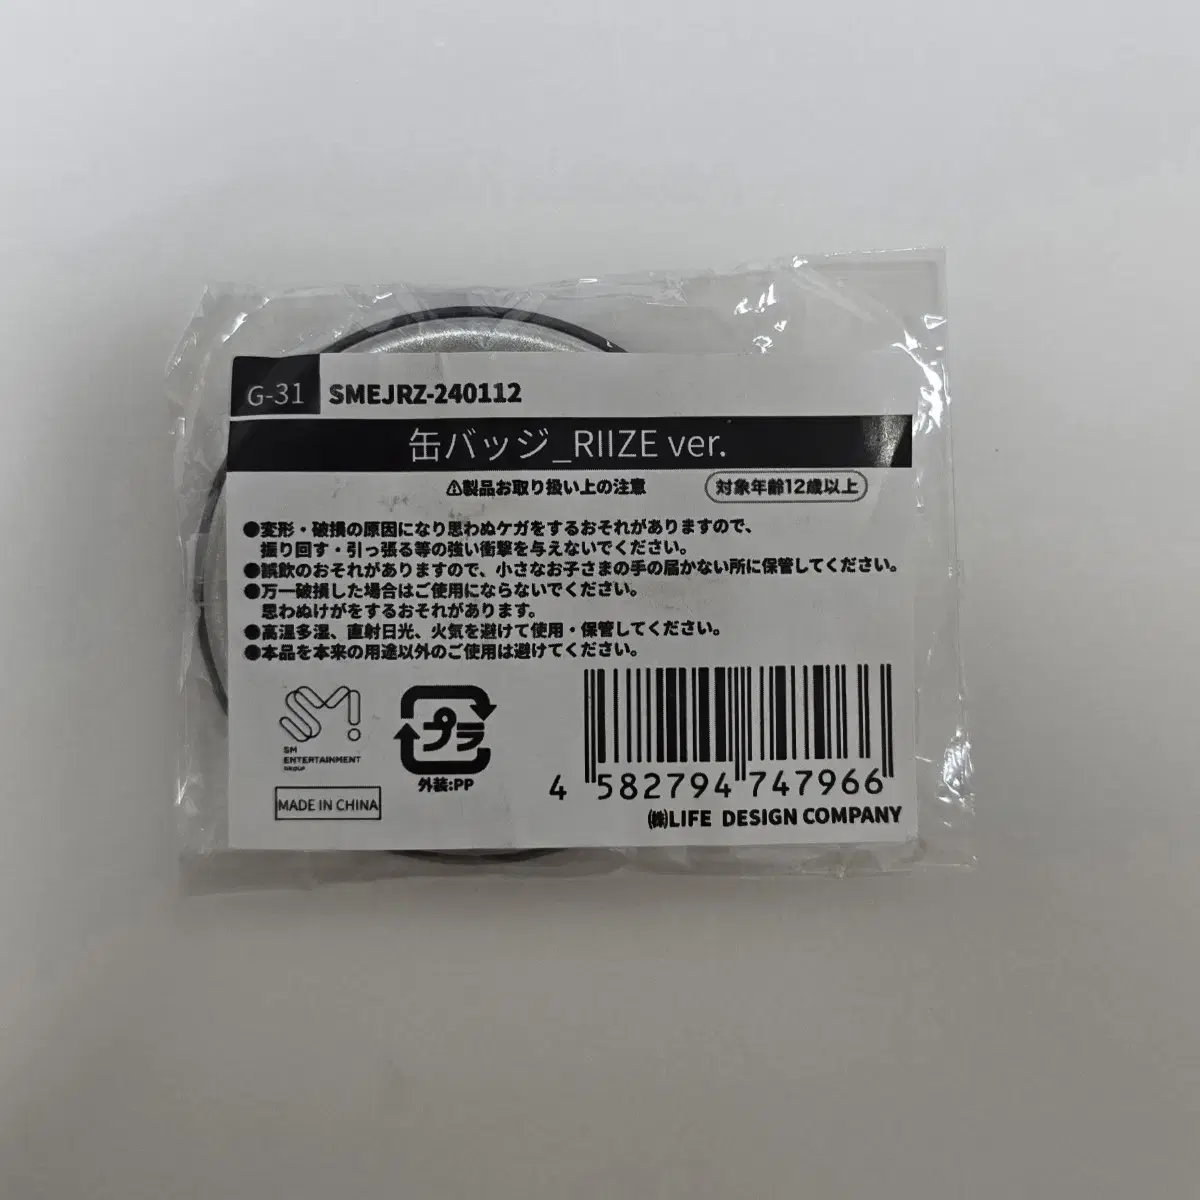 G-31 SMEJRZ-240112
缶バッジ_RIIZE ver.
⚠製品お取り扱い上の注意 対象年齢12歳以上
●変形・破損の原因になり思わぬケガをするおそれがありますので、
振り回す・引っ張る等の強い衝撃を与えないでください。
●誤飲のおそれがありますので、小さなお子さまの手の届かない所に保管してください。
●万一破損した場合はご使用にならないでください。
思わぬけがをするおそれがあります。
●高温多湿、直射日光、火気を避けて使用・保管してください。
●本品を本来の用途以外のご使用は避けてください。
SM
ENTERTAINMENT
GROUP
プラ
外装:PP
MADE IN CHINA
4 582794 747966
㈱LIFE DESIGN COMPANY